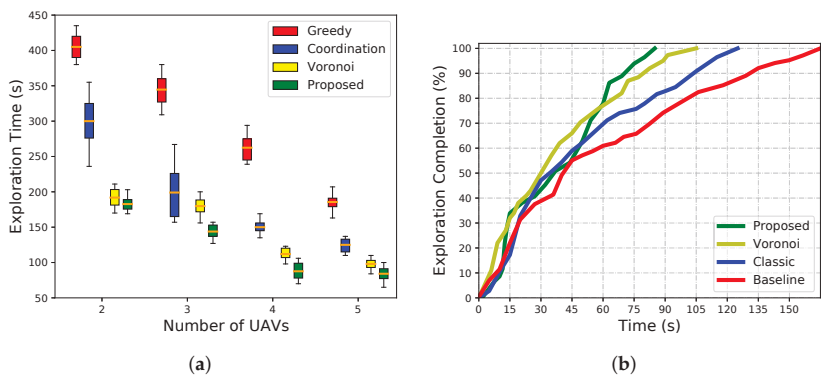 450
400
350
300
250
200
150
100
50
Exploration Time (s)
Greedy
Coordination
Voronoi
Proposed
2 3 4 5
Number of UAVs
(a)
100
90
80
70
60
50
40
30
20
10
0
Exploration Completion (%)
Proposed
Voronoi
Classic
Baseline
0 15 30 45 60 75 90 105 120 135 150
Time (s)
(b)